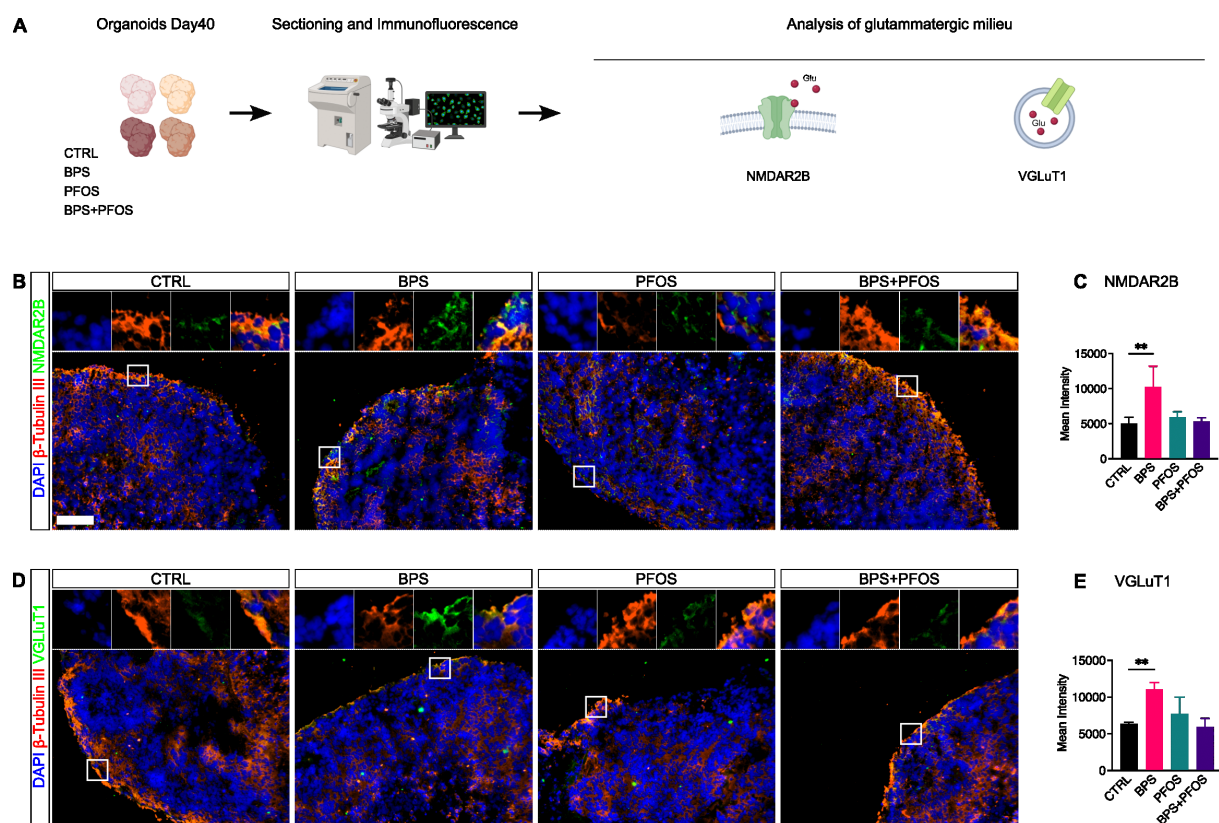 A
Organoids Day40
Sectioning and Immunofluorescence
Analysis of glutammatergic milieu
CTRL
BPS
PFOS
BPS+PFOS
Glu
NMDAR2B
Glu
VGLuT1
B
DAPI β-Tubulin III NMDAR2B
CTRL
BPS
PFOS
BPS+PFOS
C
NMDAR2B
**
Mean Intensity
15000
10000
5000
0
CTRL
BPS
PFOS
BPS+PFOS
D
DAPI β-Tubulin III VGLuT1
CTRL
BPS
PFOS
BPS+PFOS
E
VGLuT1
**
Mean Intensity
15000
10000
5000
0
CTRL
BPS
PFOS
BPS+PFOS